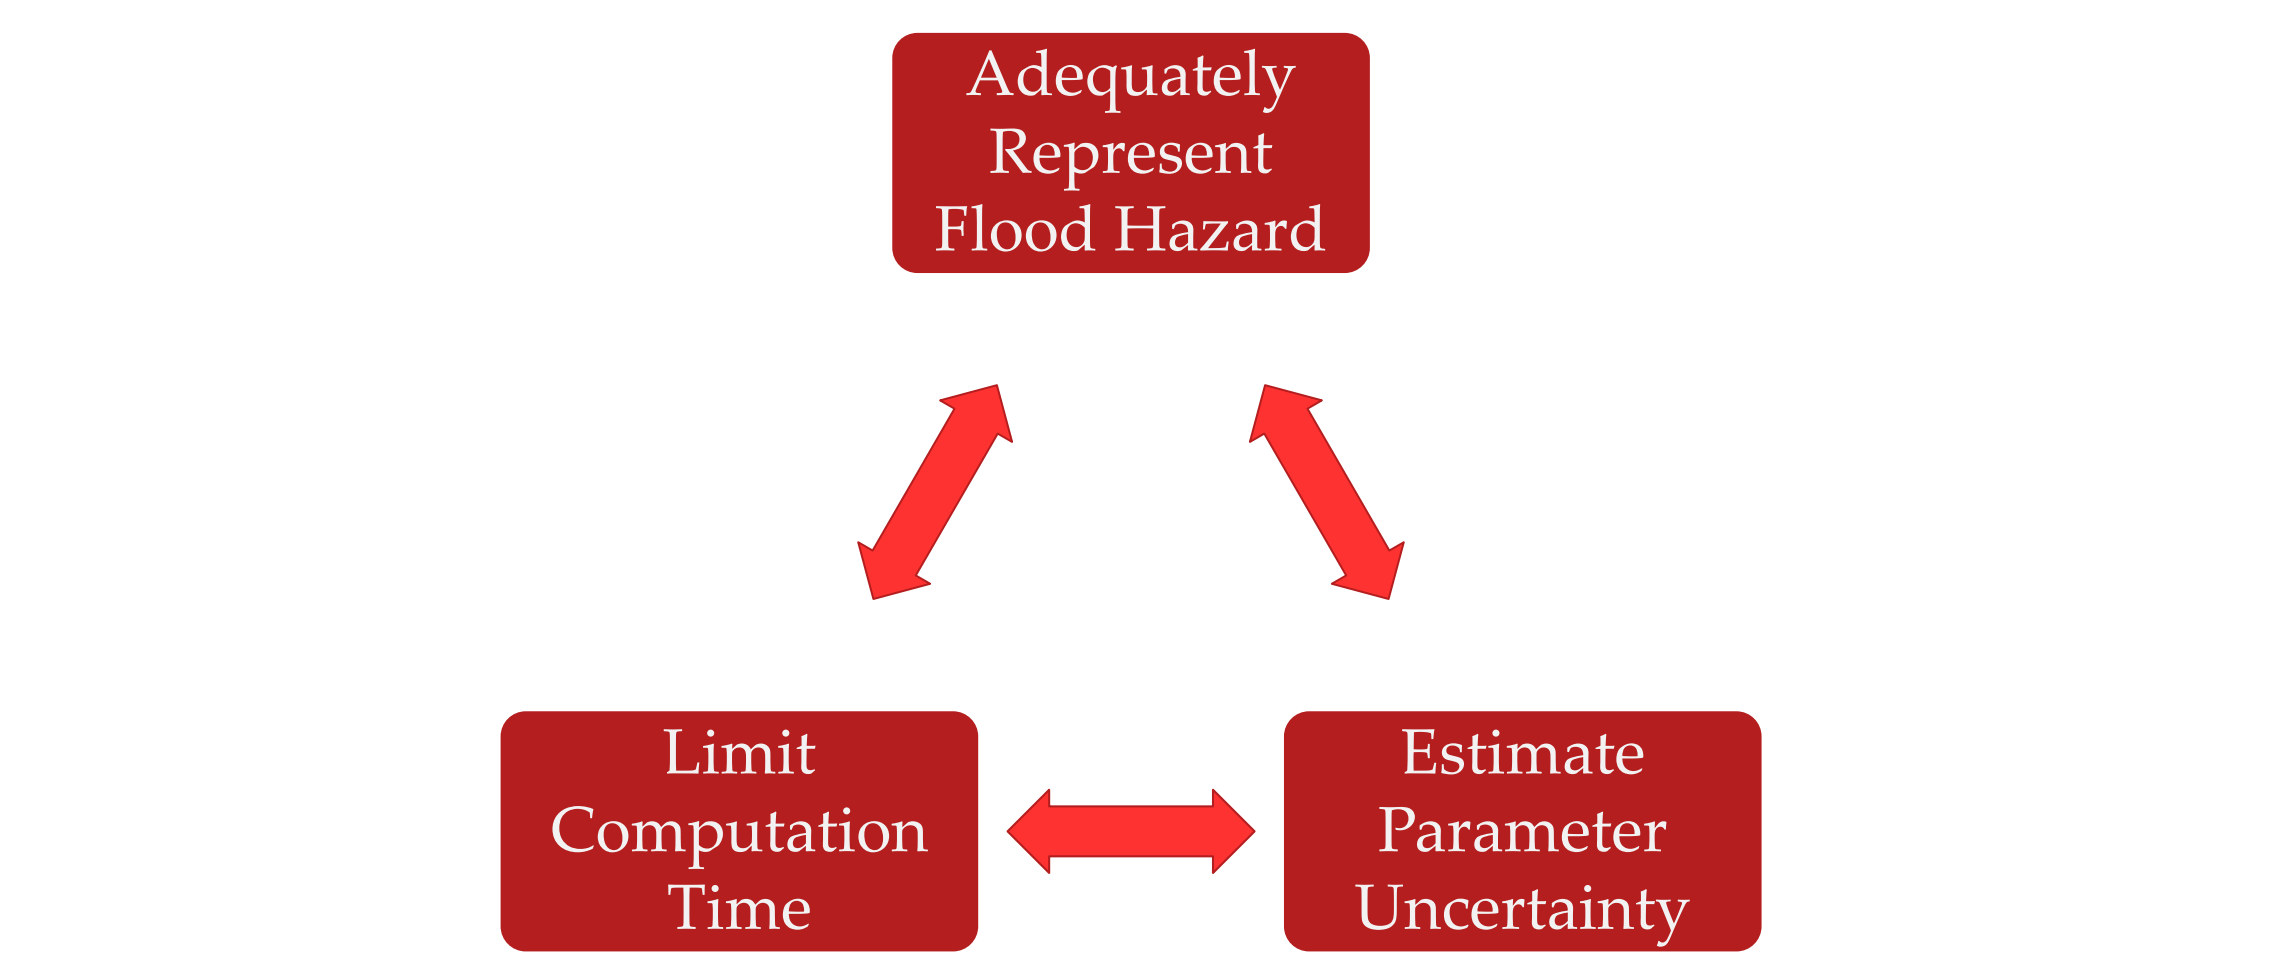 Adequately
Represent
Flood Hazard
Limit
Computation
Time
Estimate
Parameter
Uncertainty